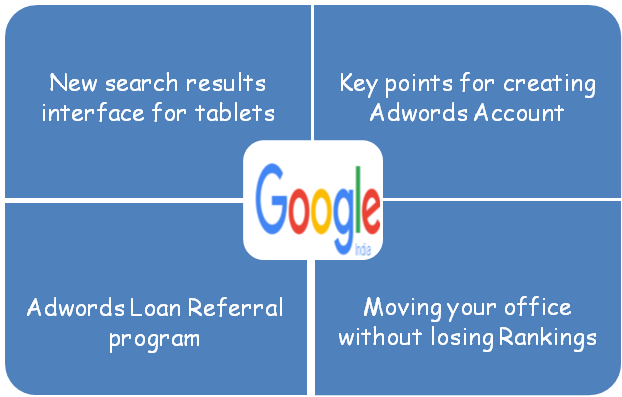 New search results
interface for tablets
Key points for creating
Adwords Account
Google
India
Adwords Loan Referral
program
Moving your office
without losing Rankings